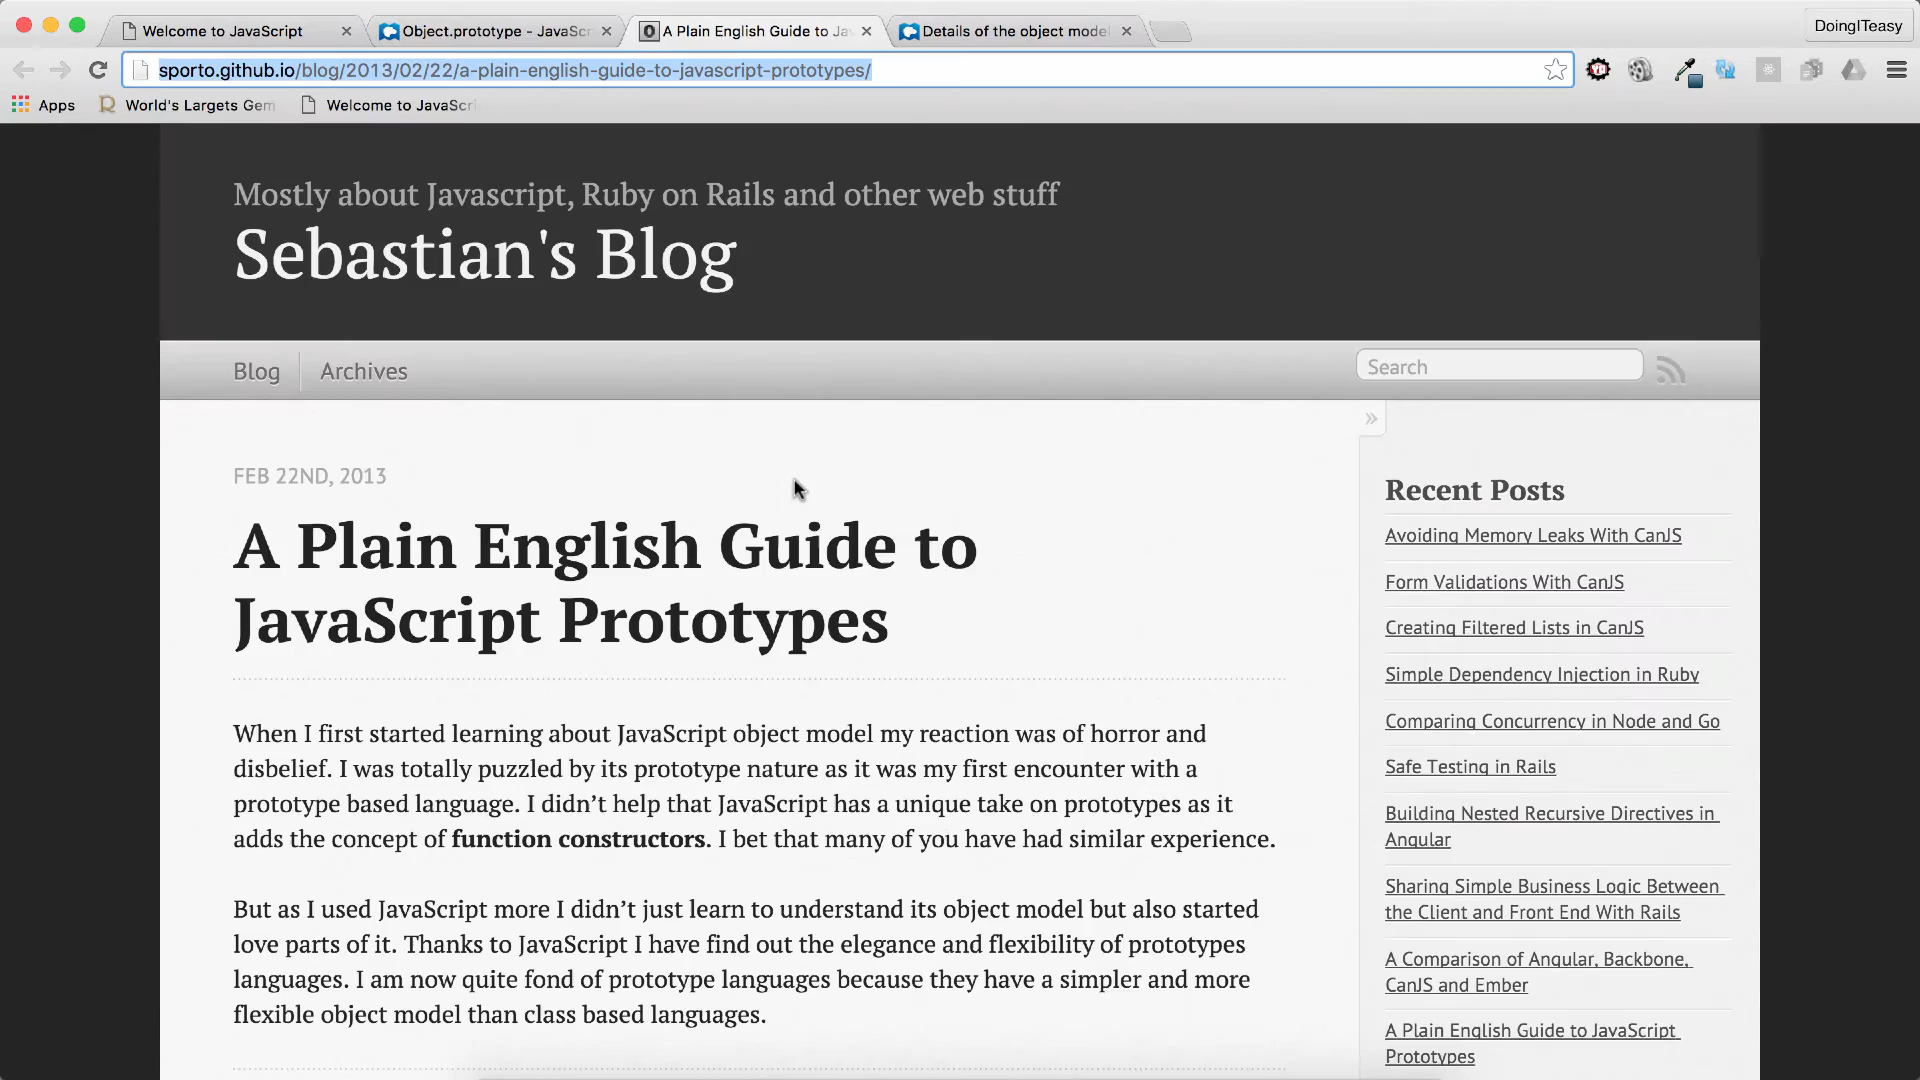 Welcome to JavaScript
Object.prototype - JavaScr
A Plain English Guide to Jav
Details of the object model
DoingITeasy
sporto.github.io/blog/2013/02/22/a-plain-english-guide-to-javascript-prototypes/
Apps
World's Largets Gem
Welcome to JavaScri
Mostly about Javascript, Ruby on Rails and other web stuff
Sebastian's Blog
Blog
Archives
Search
»
FEB 22ND, 2013
A Plain English Guide to
JavaScript Prototypes
When I first started learning about JavaScript object model my reaction was of horror and
disbelief. I was totally puzzled by its prototype nature as it was my first encounter with a
prototype based language. I didn’t help that JavaScript has a unique take on prototypes as it
adds the concept of function constructors. I bet that many of you have had similar experience.
But as I used JavaScript more I didn’t just learn to understand its object model but also started
love parts of it. Thanks to JavaScript I have find out the elegance and flexibility of prototypes
languages. I am now quite fond of prototype languages because they have a simpler and more
flexible object model than class based languages.
Recent Posts
Avoiding Memory Leaks With CanJS
Form Validations With CanJS
Creating Filtered Lists in CanJS
Simple Dependency Injection in Ruby
Comparing Concurrency in Node and Go
Safe Testing in Rails
Building Nested Recursive Directives in
Angular
Sharing Simple Business Logic Between
the Client and Front End With Rails
A Comparison of Angular, Backbone,
CanJS and Ember
A Plain English Guide to JavaScript
Prototypes